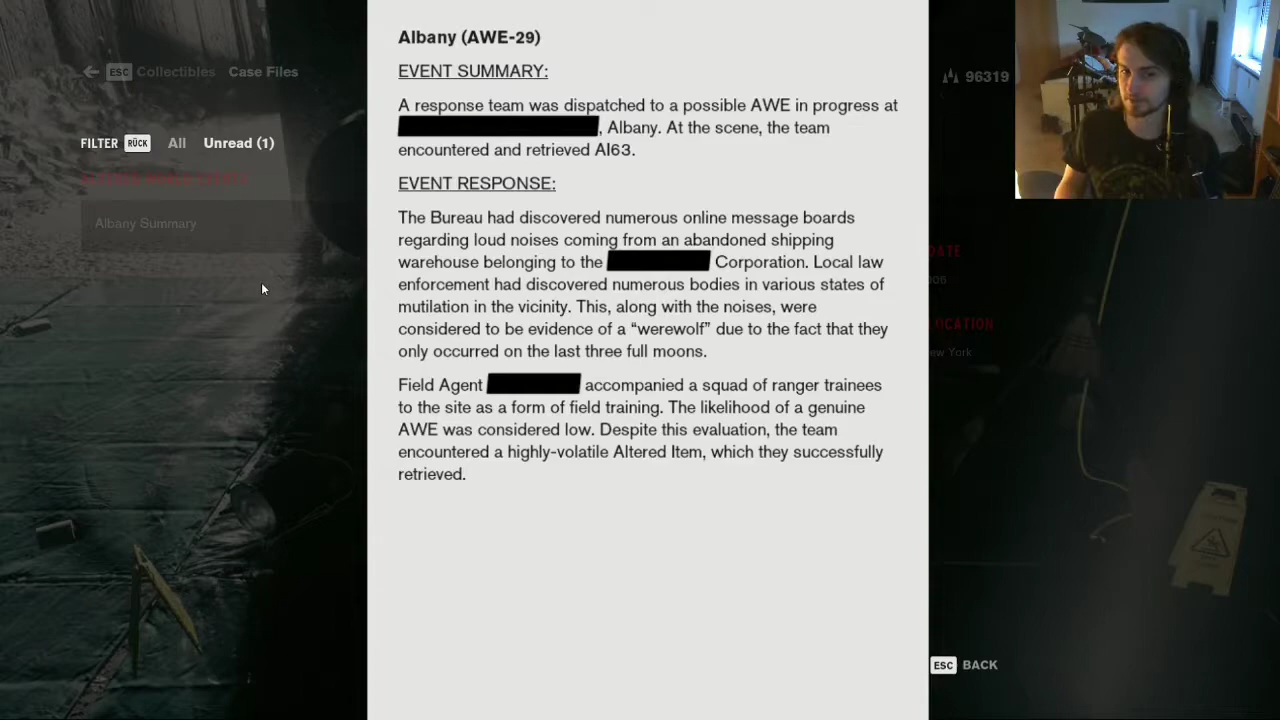 Albany (AWE-29)
EVENT SUMMARY:
A response team was dispatched to a possible AWE in progress at
, Albany. At the scene, the team
encountered and retrieved AI63.
EVENT RESPONSE:
The Bureau had discovered numerous online message boards
regarding loud noises coming from an abandoned shipping
warehouse belonging to the Corporation. Local law
enforcement had discovered numerous bodies in various states of
mutilation in the vicinity. This, along with the noises, were
considered to be evidence of a “werewolf” due to the fact that they
only occurred on the last three full moons.
Field Agent accompanied a squad of ranger trainees
to the site as a form of field training. The likelihood of a genuine
AWE was considered low. Despite this evaluation, the team
encountered a highly-volatile Altered Item, which they successfully
retrieved.
ESC Collectibles Case Files
FILTER RÜCK All Unread (1)
Albany Summary
96319
DATE
LOCATION
ew York
ESC BACK